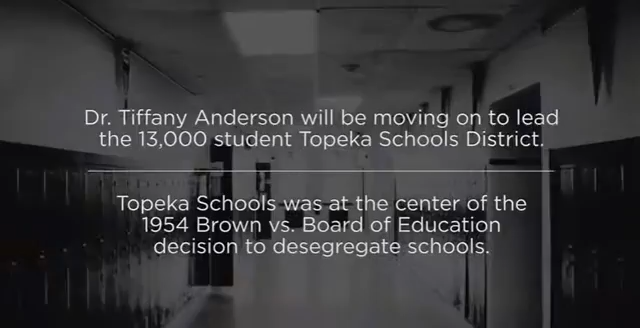 Dr. Tiffany Anderson will be moving on to lead
the 13,000 student Topeka Schools District.
Topeka Schools was at the center of the
1954 Brown vs. Board of Education
decision to desegregate schools.